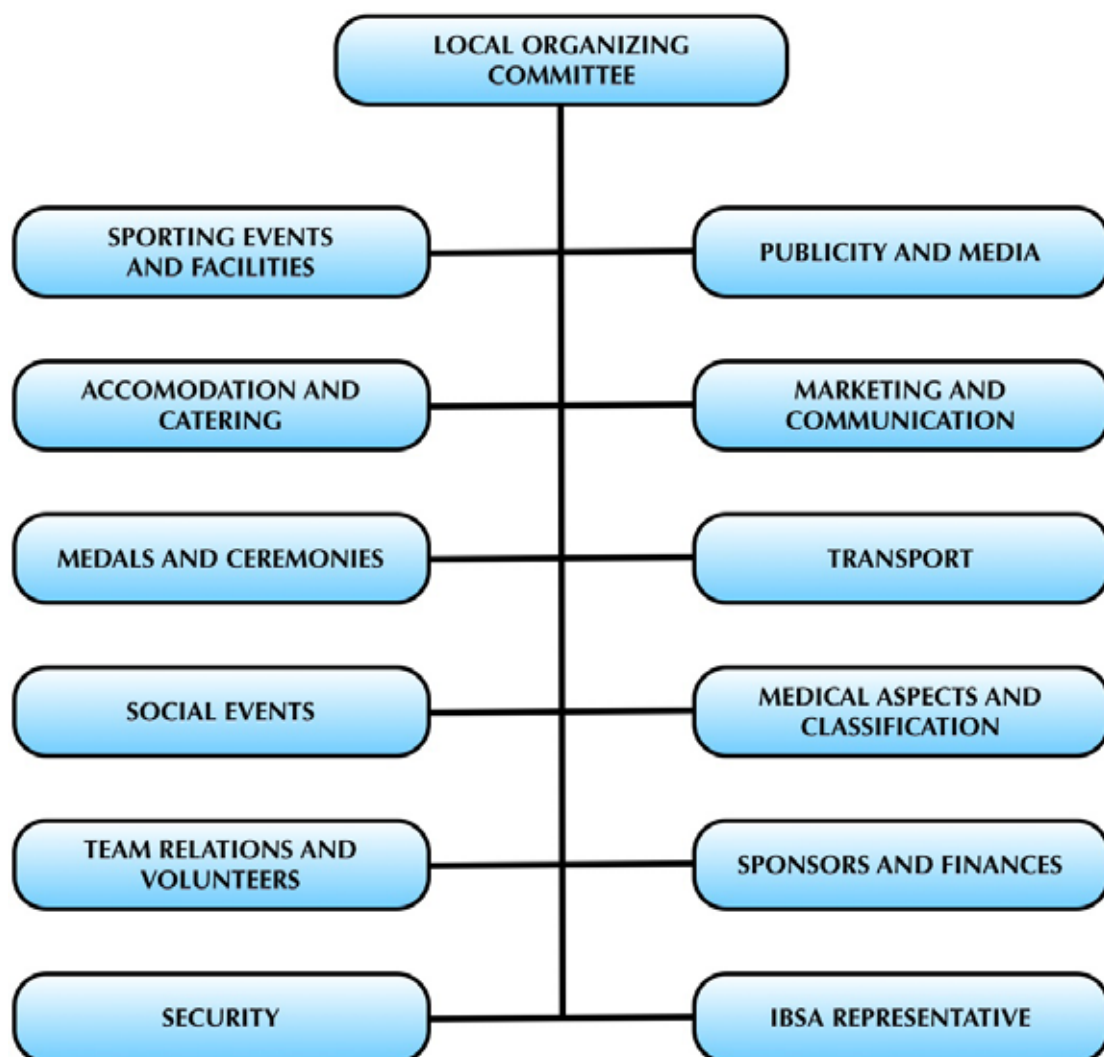 LOCAL ORGANIZING
COMMITTEE
SPORTING EVENTS
AND FACILITIES
PUBLICITY AND MEDIA
ACCOMODATION AND
CATERING
MARKETING AND
COMMUNICATION
MEDALS AND CEREMONIES
TRANSPORT
SOCIAL EVENTS
MEDICAL ASPECTS AND
CLASSIFICATION
TEAM RELATIONS AND
VOLUNTEERS
SPONSORS AND FINANCES
SECURITY
IBSA REPRESENTATIVE